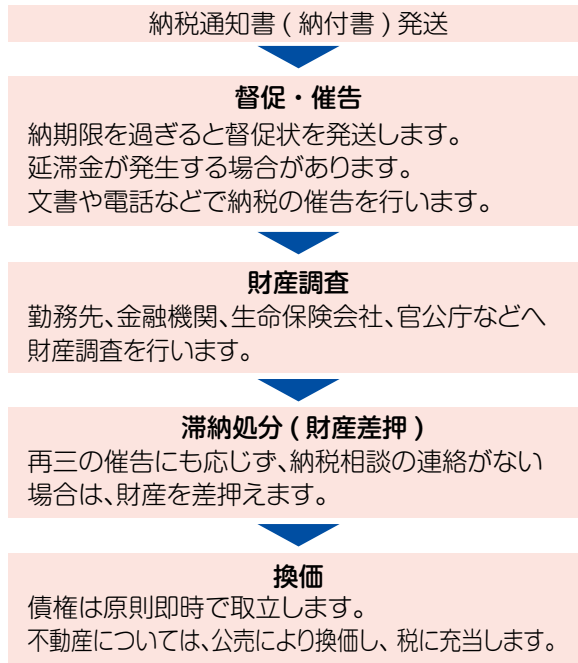 納税通知書 ( 納付書 ) 発送
督促・催告
納期限を過ぎると督促状を発送します。
延滞金が発生する場合があります。
文書や電話などで納税の催告を行います。
財産調査
勤務先、金融機関、生命保険会社、官公庁などへ
財産調査を行います。
滞納処分 ( 財産差押 )
再三の催告にも応じず、納税相談の連絡がない
場合は、財産を差押えます。
換価
債権は原則即時で取立します。
不動産については、公売により換価し、税に充当します。